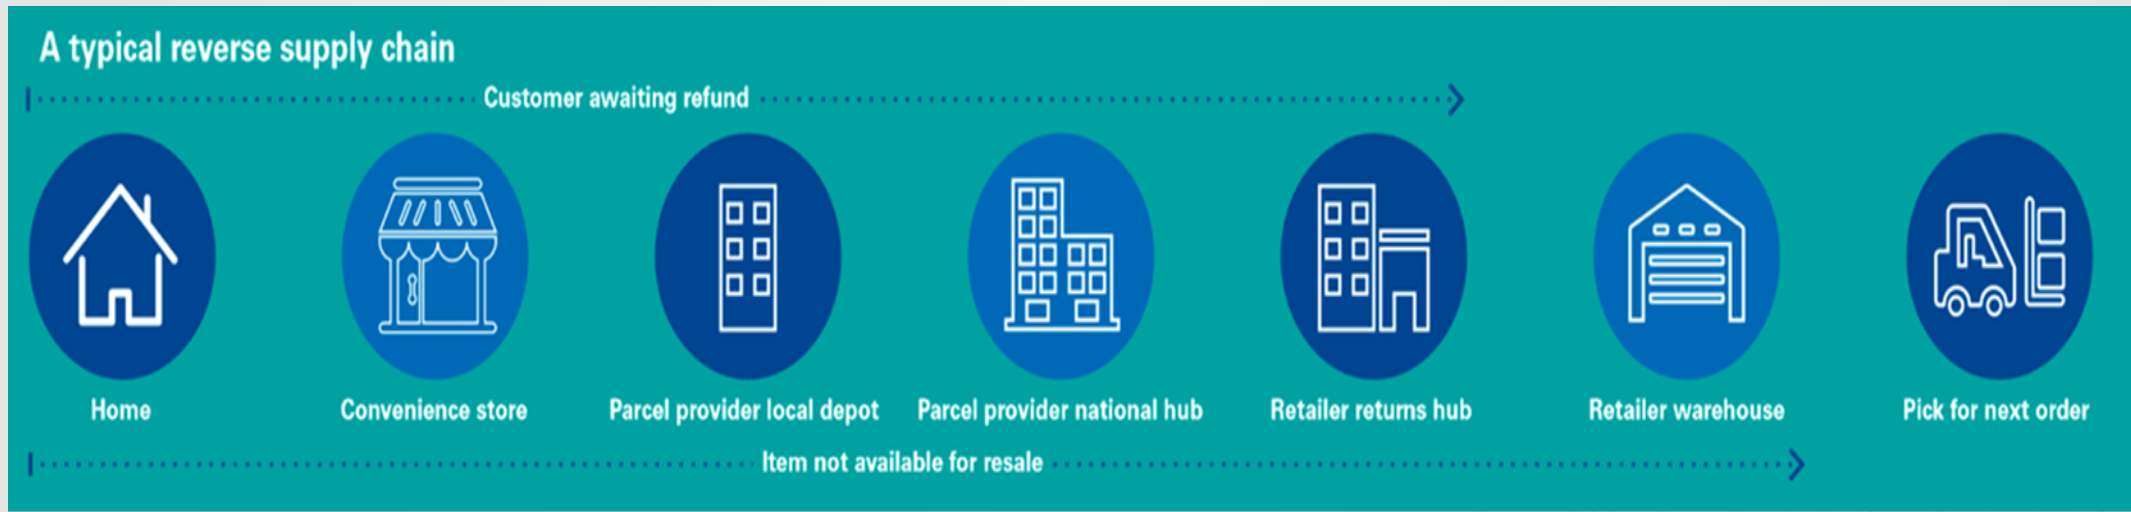 A typical reverse supply chain
Customer awaiting refund
Home
Convenience store
Parcel provider local depot
Parcel provider national hub
Retailer returns hub
Retailer warehouse
Pick for next order
Item not available for resale